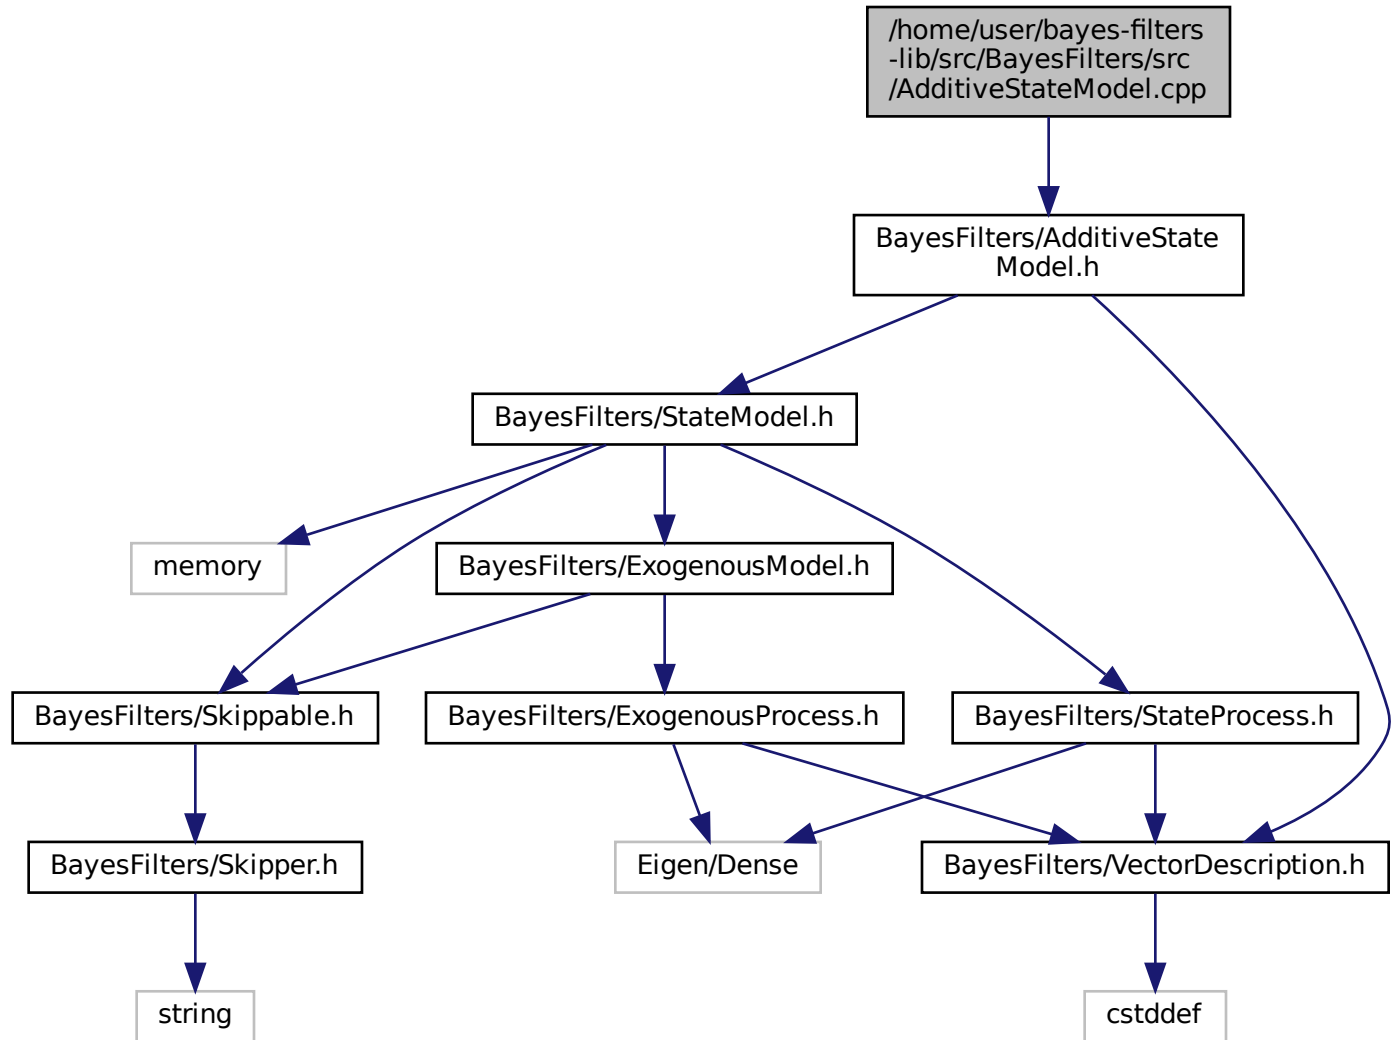 /home/user/bayes-filters
-lib/src/BayesFilters/src
/AdditiveStateModel.cpp
BayesFilters/AdditiveState
Model.h
BayesFilters/StateModel.h
memory
BayesFilters/ExogenousModel.h
BayesFilters/Skippable.h
BayesFilters/ExogenousProcess.h
BayesFilters/StateProcess.h
BayesFilters/Skipper.h
Eigen/Dense
BayesFilters/VectorDescription.h
string
cstddef